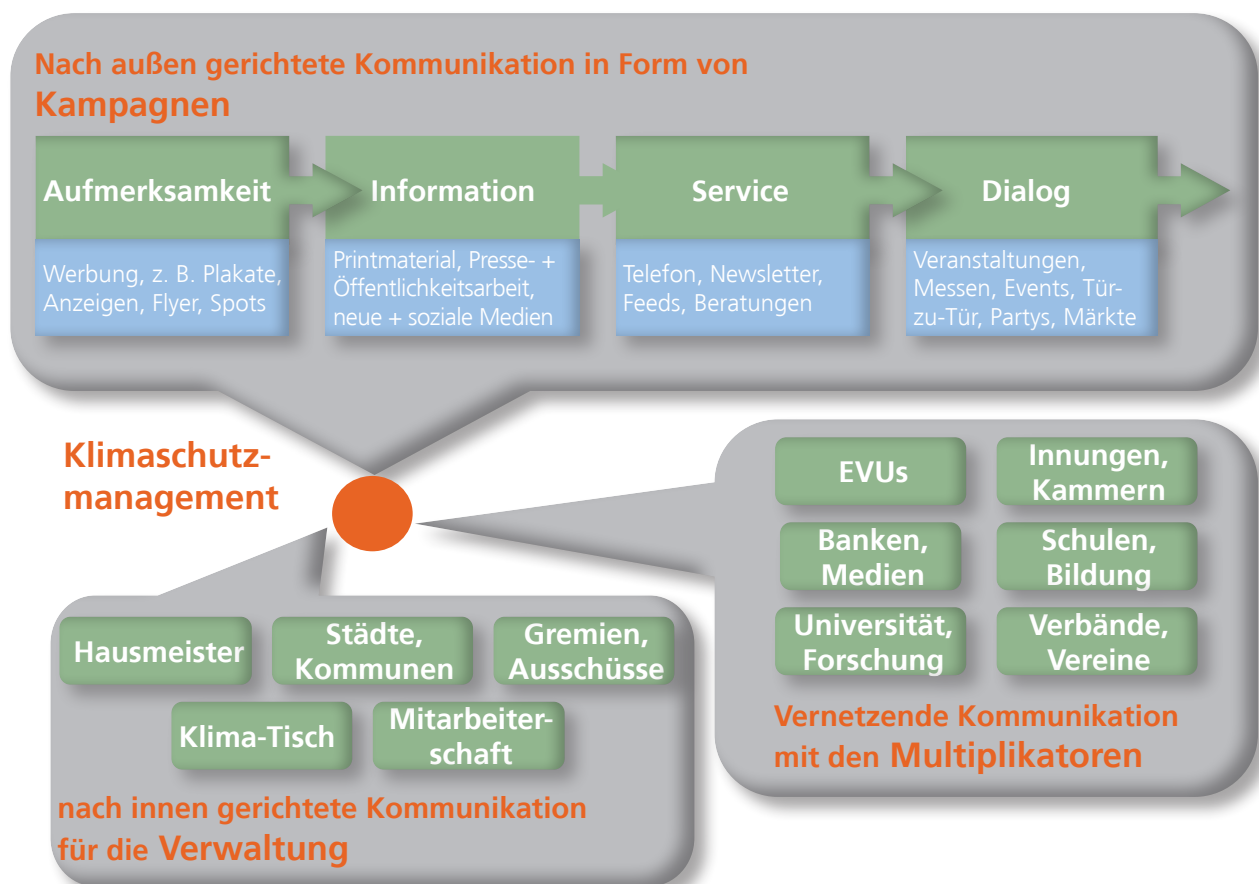 Nach außen gerichtete Kommunikation in Form von
Kampagnen
Aufmerksamkeit
Werbung, z. B. Plakate,
Anzeigen, Flyer, Spots
Information
Printmaterial, Presse- +
Öffentlichkeitsarbeit,
neue + soziale Medien
Service
Telefon, Newsletter,
Feeds, Beratungen
Dialog
Veranstaltungen,
Messen, Events, Tür-
zu-Tür, Partys, Märkte
Klimaschutz-
management
EVUs
Innungen,
Kammern
Banken,
Medien
Schulen,
Bildung
Universität,
Forschung
Verbände,
Vereine
Vernetzende Kommunikation
mit den Multiplikatoren
Hausmeister
Städte,
Kommunen
Gremien,
Ausschüsse
Klima-Tisch
Mitarbeiter-
schaft
nach innen gerichtete Kommunikation
für die Verwaltung